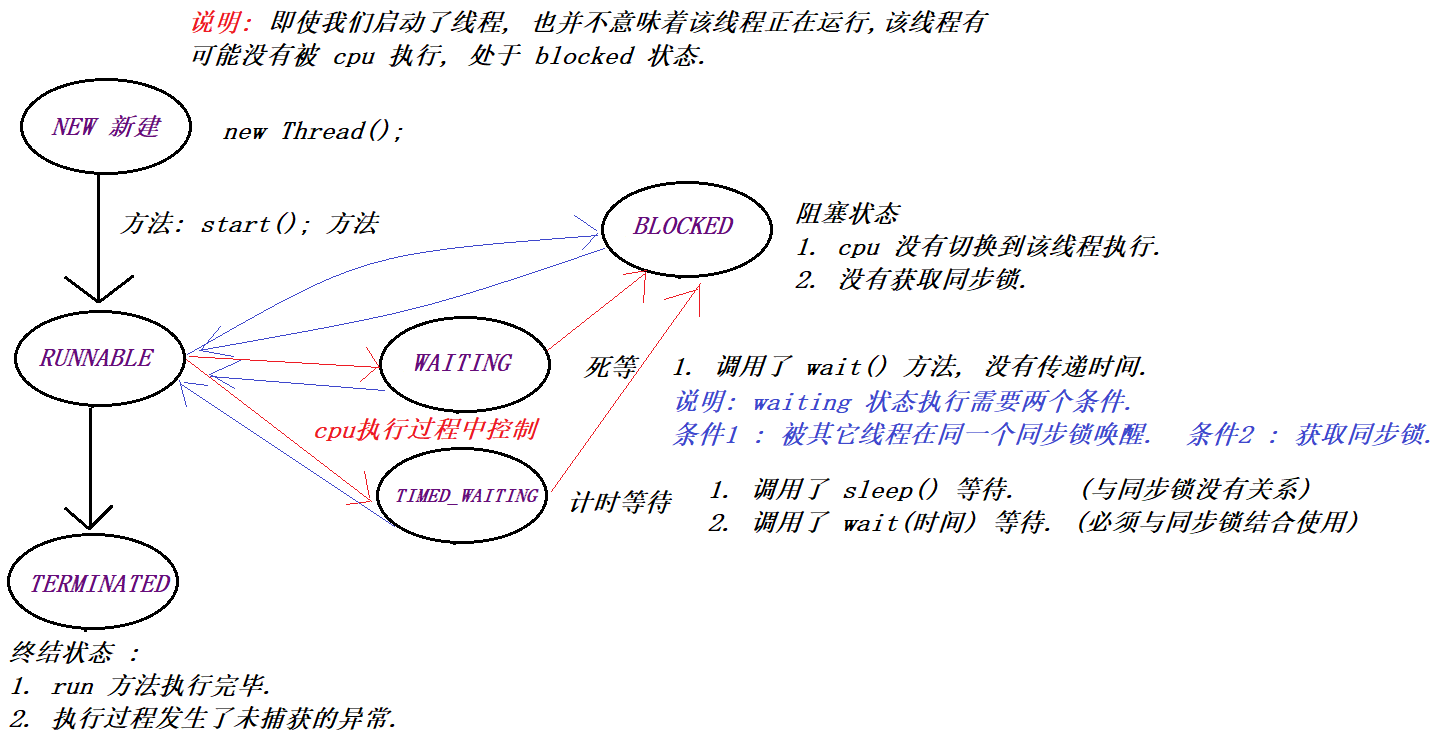 说明: 即使我们启动了线程, 也并不意味着该线程正在运行,该线程有
可能没有被 cpu 执行, 处于 blocked 状态.
NEW 新建
new Thread();
方法: start(); 方法
BLOCKED
阻塞状态
1. cpu 没有切换到该线程执行.
2. 没有获取同步锁.
RUNNABLE
WAITING
死等
1. 调用了 wait() 方法, 没有传递时间.
说明: waiting 状态执行需要两个条件.
条件1 : 被其它线程在同一个同步锁唤醒. 条件2 : 获取同步锁.
cpu执行过程中控制
TIMED_WAITING
计时等待
1. 调用了 sleep() 等待. (与同步锁没有关系)
2. 调用了 wait(时间) 等待. (必须与同步锁结合使用)
TERMINATED
终结状态 :
1. run 方法执行完毕.
2. 执行过程发生了未捕获的异常.